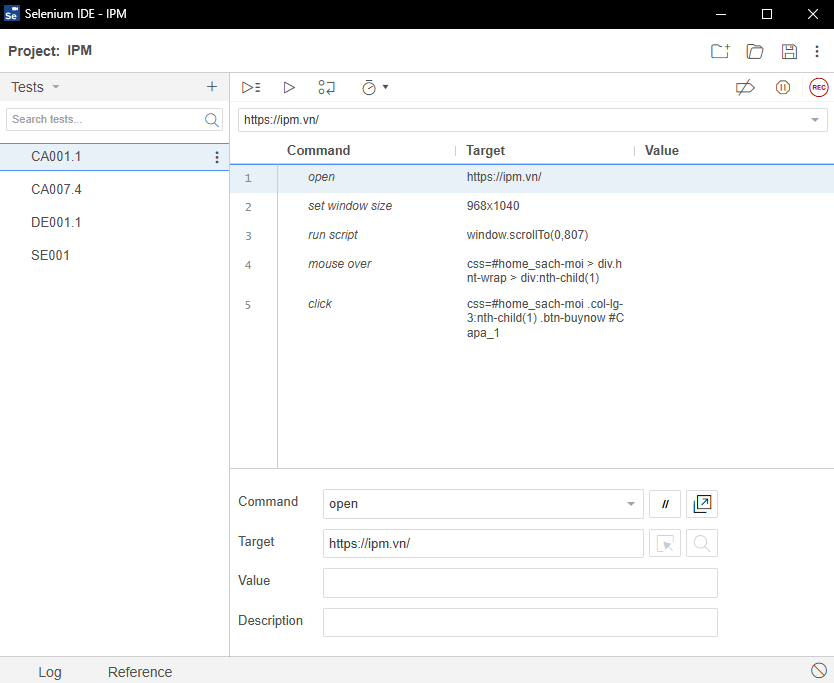 Se Selenium IDE - IPM
Project: IPM
Tests
Search tests...
CA001.1
CA007.4
DE001.1
SE001
REC
https://ipm.vn/
Command Target Value
1 open https://ipm.vn/
2 set window size 968x1040
3 run script window.scrollTo(0,807)
4 mouse over css=#home_sach-moi > div.h
nt-wrap > div:nth-child(1)
5 click css=#home_sach-moi .col-lg-
3:nth-child(1) .btn-buynow #C
apa_1
Command open //
Target https://ipm.vn/
Value
Description
Log Reference